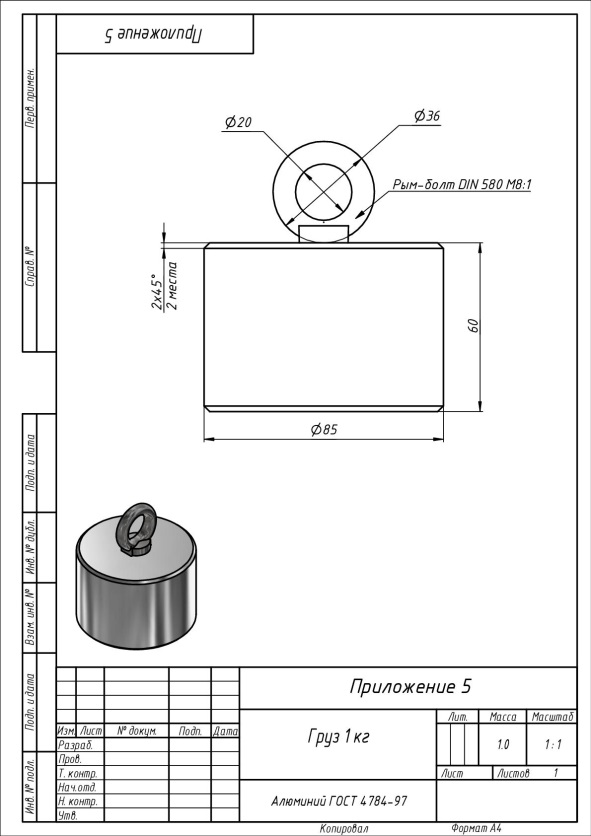 Приложение 5
Перв. примен.
Справ. №
Подп. и дата
Инв. № дубл.
Взам. инв. №
Подп. и дата
Инв. № подл.
Ø20
Ø36
Рым-болт DIN 580 M8:1
2x45°
2 места
60
Ø85
Приложение 5
Изм. Лист № докум. Подп. Дата
Разраб.
Пров.
Т. контр.
Нач.отд.
Н. контр.
Утв.
Груз 1 кг
Лит. Масса Масштаб
1.0 1:1
Лист Листов 1
Алюминий ГОСТ 4784-97
Копировал Формат А4